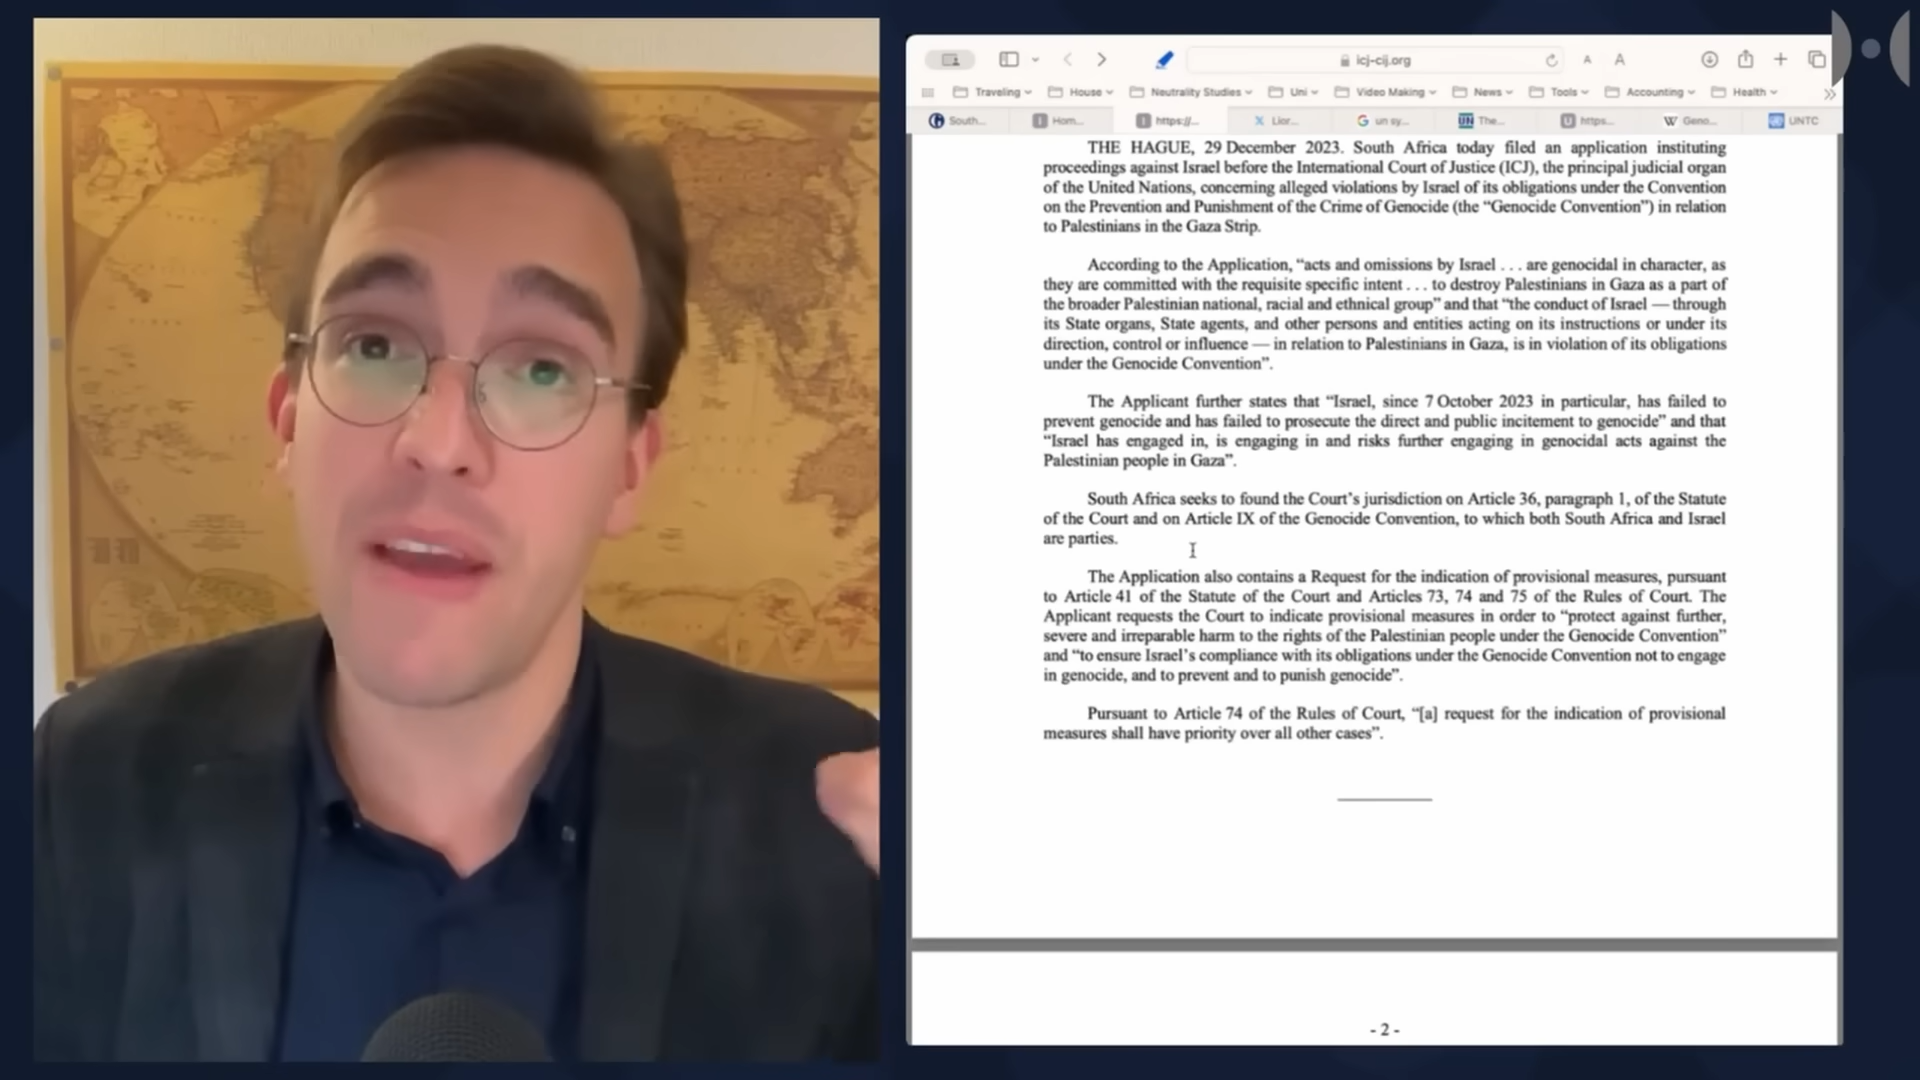 icj-cij.org
A A
Traveling House Neutrality Studies Uni Video Making News Tools Accounting Health
South... Hom... https://... Lior... un sy... The... https... Geno... UNTC
THE HAGUE, 29 December 2023. South Africa today filed an application instituting
proceedings against Israel before the International Court of Justice (ICJ), the principal judicial organ
of the United Nations, concerning alleged violations by Israel of its obligations under the Convention
on the Prevention and Punishment of the Crime of Genocide (the “Genocide Convention”) in relation
to Palestinians in the Gaza Strip.
According to the Application, “acts and omissions by Israel . . . are genocidal in character, as
they are committed with the requisite specific intent . . . to destroy Palestinians in Gaza as a part of
the broader Palestinian national, racial and ethnical group” and that “the conduct of Israel — through
its State organs, State agents, and other persons and entities acting on its instructions or under its
direction, control or influence — in relation to Palestinians in Gaza, is in violation of its obligations
under the Genocide Convention”.
The Applicant further states that “Israel, since 7 October 2023 in particular, has failed to
prevent genocide and has failed to prosecute the direct and public incitement to genocide” and that
“Israel has engaged in, is engaging in and risks further engaging in genocidal acts against the
Palestinian people in Gaza”.
South Africa seeks to found the Court’s jurisdiction on Article 36, paragraph 1, of the Statute
of the Court and on Article IX of the Genocide Convention, to which both South Africa and Israel
are parties.
The Application also contains a Request for the indication of provisional measures, pursuant
to Article 41 of the Statute of the Court and Articles 73, 74 and 75 of the Rules of Court. The
Applicant requests the Court to indicate provisional measures in order to “protect against further,
severe and irreparable harm to the rights of the Palestinian people under the Genocide Convention”
and “to ensure Israel’s compliance with its obligations under the Genocide Convention not to engage
in genocide, and to prevent and to punish genocide”.
Pursuant to Article 74 of the Rules of Court, “[a] request for the indication of provisional
measures shall have priority over all other cases”.
- 2 -